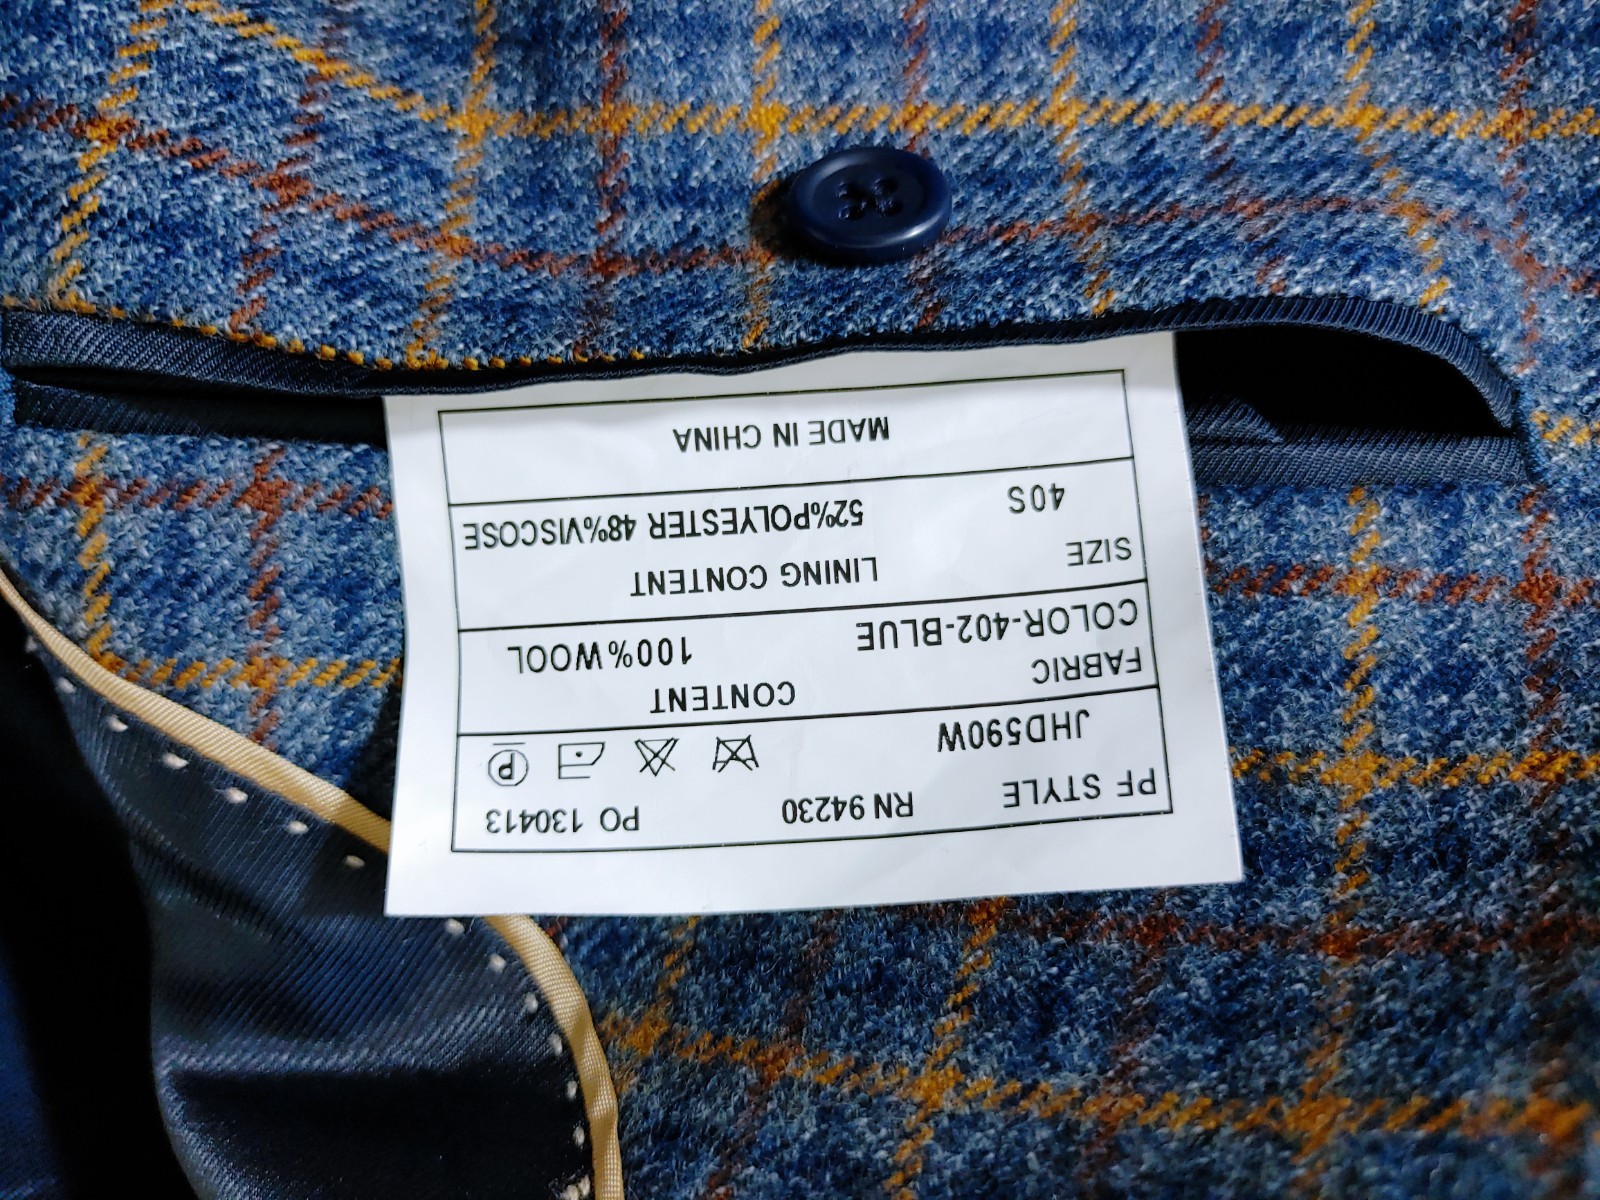 PF STYLE RN 94230 PO 130413
JHD590W
FABRIC CONTENT
COLOR-402-BLUE 100%WOOL
SIZE LINING CONTENT
40S 52%POLYESTER 48%VISCOSE
MADE IN CHINA